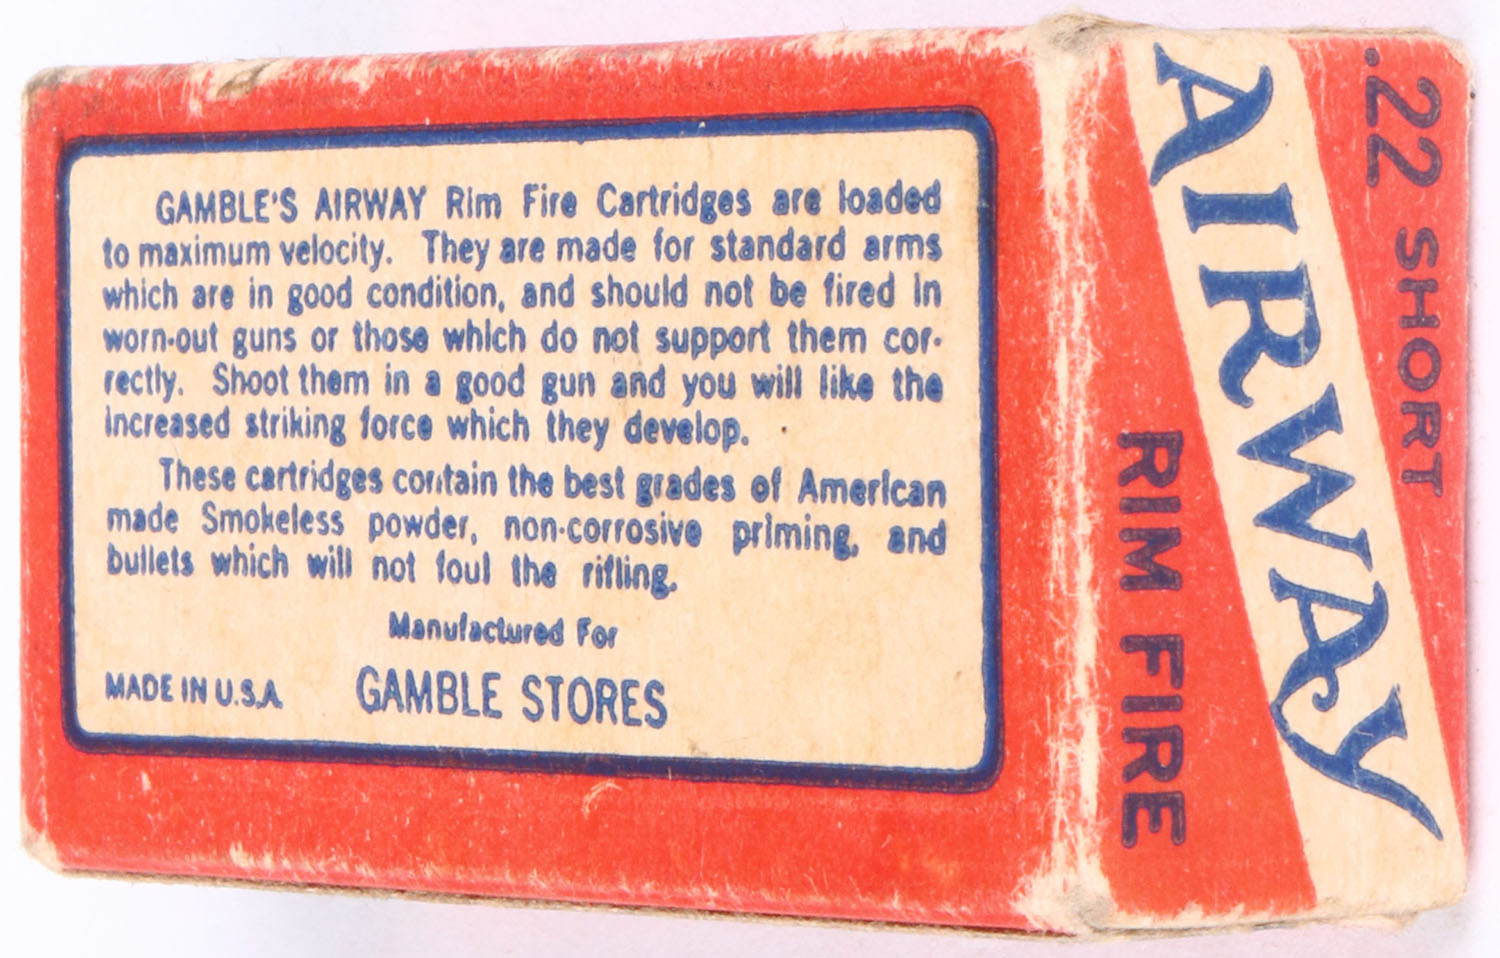 GAMBLE'S AIRWAY Rim Fire Cartridges are loaded
to maximum velocity. They are made for standard arms
which are in good condition, and should not be fired in
worn-out guns or those which do not support them cor-
rectly. Shoot them in a good gun and you will like the
increased striking force which they develop.
These cartridges contain the best grades of American
made Smokeless powder, non-corrosive priming, and
bullets which will not foul the rifling.
Manufactured For
MADE IN U.S.A. GAMBLE STORES
.22 SHORT
AIRWAY
RIM FIRE